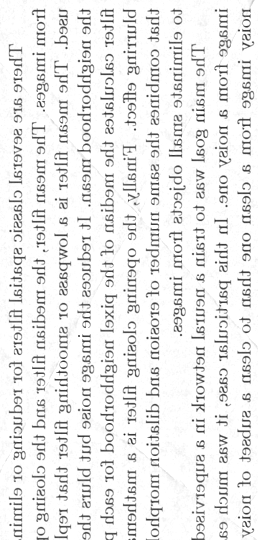 There are several classic spatial filters for reducing or elimin
from images. The mean filter, the median filter and the closing o
used. The mean filter is a lowpass or smoothing filter that repl
the neighborhood mean. It reduces the image noise but blurs the
filter calculates the median of the pixel neighborhood for each p
blurring effect. Finally, the opening closing filter is a mathem
that combines the same number of erosion and dilation morpholo
to eliminate small objects from images.
The main goal was to train a neural network in a supervised
image from a noisy one. In this particular case, it was much ea
noisy image from a clean one than to clean a subset of noisy